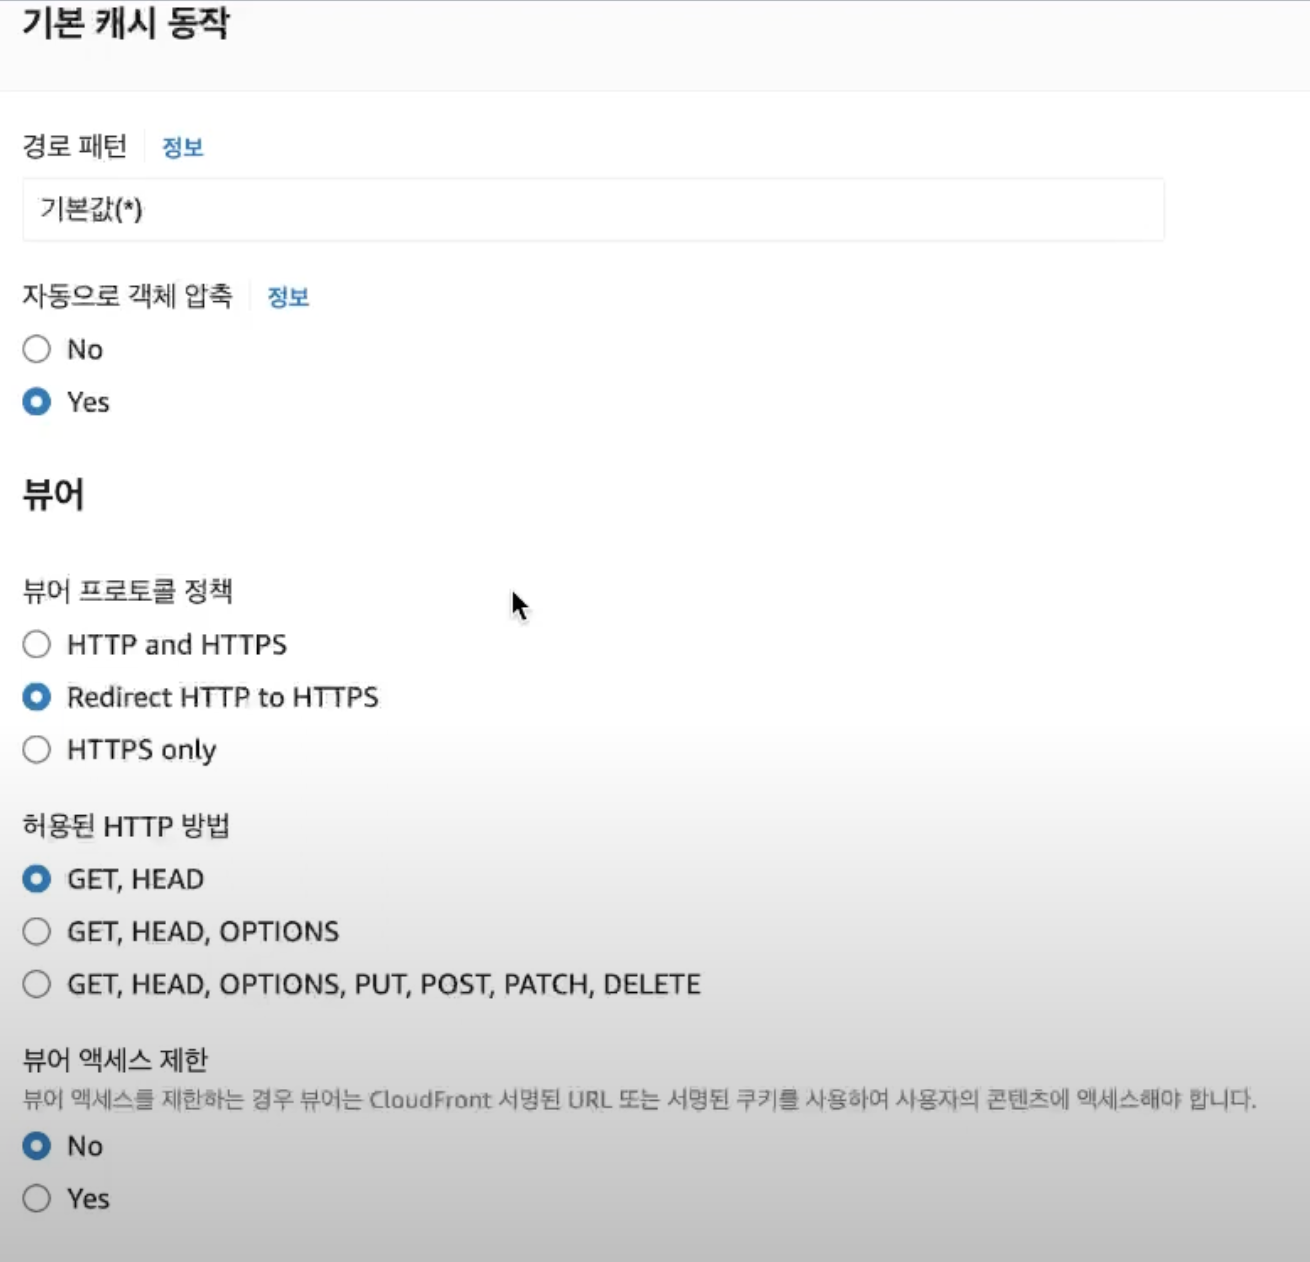 기본 캐시 동작
경로 패턴 정보
기본값(*)
자동으로 객체 압축 정보
No
Yes
뷰어
뷰어 프로토콜 정책
HTTP and HTTPS
Redirect HTTP to HTTPS
HTTPS only
허용된 HTTP 방법
GET, HEAD
GET, HEAD, OPTIONS
GET, HEAD, OPTIONS, PUT, POST, PATCH, DELETE
뷰어 액세스 제한
뷰어 액세스를 제한하는 경우 뷰어는 CloudFront 서명된 URL 또는 서명된 쿠키를 사용하여 사용자의 콘텐츠에 액세스해야 합니다.
No
Yes